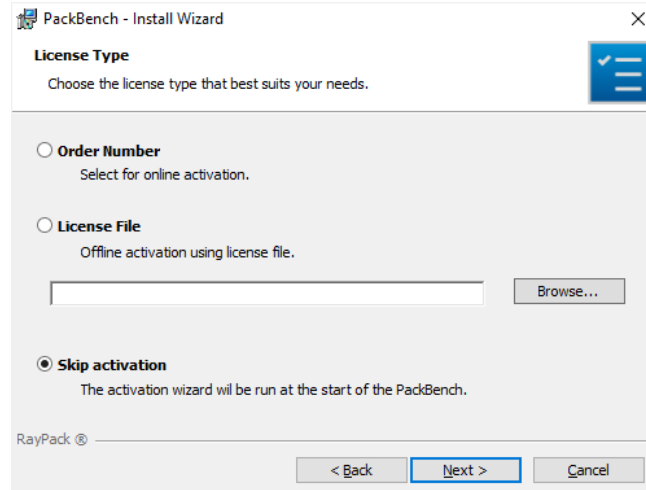 PackBench - Install Wizard
License Type
Choose the license type that best suits your needs.
Order Number
Select for online activation.
License File
Offline activation using license file.
Browse...
Skip activation
The activation wizard wil be run at the start of the PackBench.
RayPack ®
< Back Next > Cancel